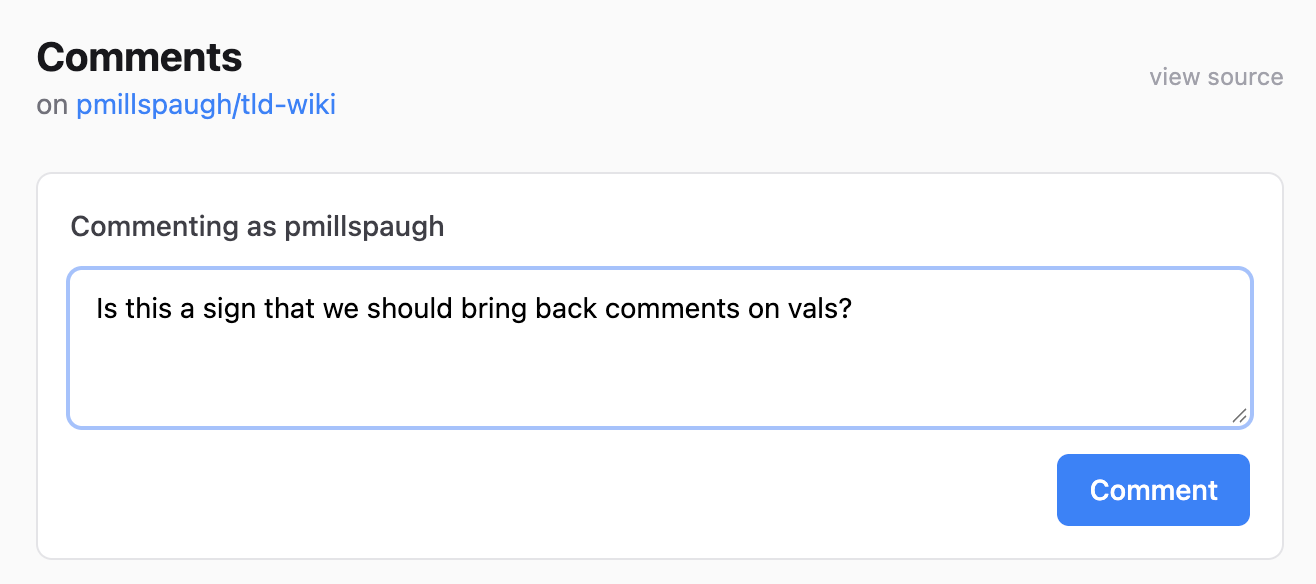 Comments
view source
on pmillspaugh/tld-wiki
Commenting as pmillspaugh
Is this a sign that we should bring back comments on vals?
Comment